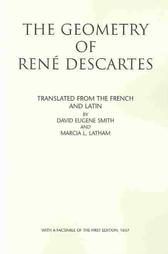 THE GEOMETRY
OF
RENÉ DESCARTES
TRANSLATED FROM THE FRENCH
AND LATIN
BY
DAVID EUGENE SMITH
AND
MARCIA L. LATHAM
WITH A FACSIMILE OF THE FIRST EDITION, 1637